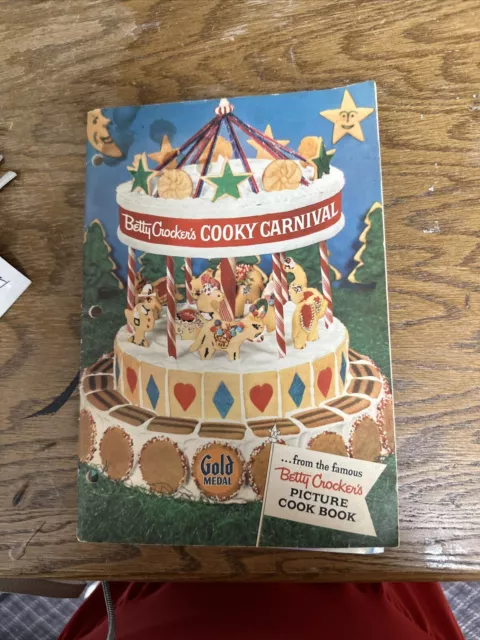 Betty Crocker's COOKY CARNIVAL
Gold
MEDAL
...from the famous
Betty Crocker's
PICTURE
COOK BOOK